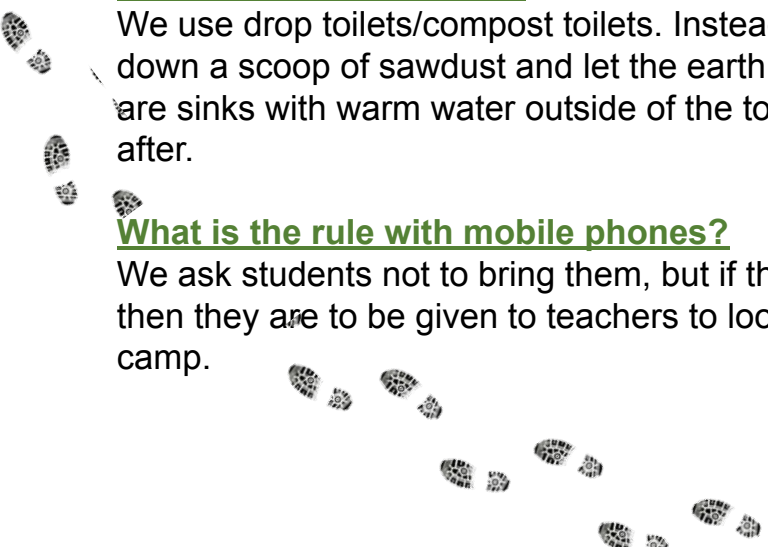 We use drop toilets/compost toilets. Instea
down a scoop of sawdust and let the earth
are sinks with warm water outside of the to
after.
What is the rule with mobile phones?
We ask students not to bring them, but if th
then they are to be given to teachers to loo
camp.